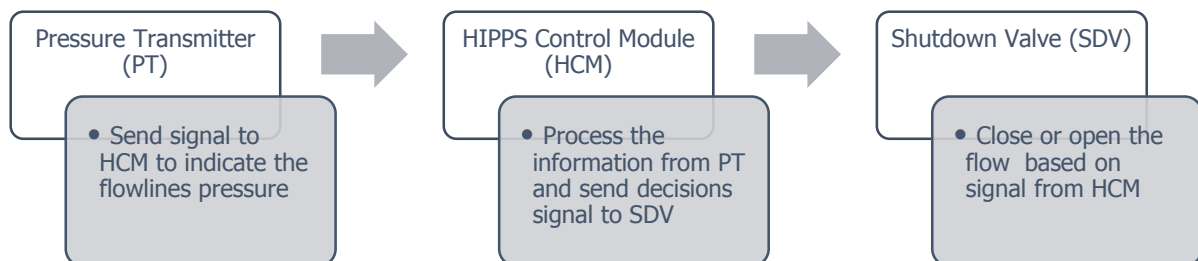 Pressure Transmitter
(PT)
• Send signal to
HCM to indicate the
flowlines pressure
HIPPS Control Module
(HCM)
• Process the
information from PT
and send decisions
signal to SDV
Shutdown Valve (SDV)
• Close or open the
flow based on
signal from HCM